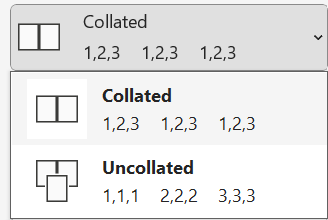 Collated
1,2,3 1,2,3 1,2,3
Collated
1,2,3 1,2,3 1,2,3
Uncollated
1,1,1 2,2,2 3,3,3